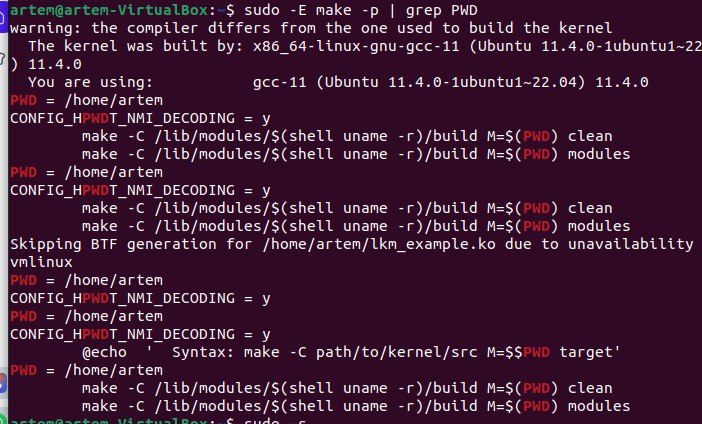 artem@artem-VirtualBox:~$ sudo -E make -p | grep PWD
warning: the compiler differs from the one used to build the kernel
  The kernel was built by: x86_64-linux-gnu-gcc-11 (Ubuntu 11.4.0-1ubuntu1~22
) 11.4.0
  You are using:           gcc-11 (Ubuntu 11.4.0-1ubuntu1~22.04) 11.4.0
PWD = /home/artem
CONFIG_HPWDT_NMI_DECODING = y
        make -C /lib/modules/$(shell uname -r)/build M=$(PWD) clean
        make -C /lib/modules/$(shell uname -r)/build M=$(PWD) modules
PWD = /home/artem
CONFIG_HPWDT_NMI_DECODING = y
        make -C /lib/modules/$(shell uname -r)/build M=$(PWD) clean
        make -C /lib/modules/$(shell uname -r)/build M=$(PWD) modules
Skipping BTF generation for /home/artem/lkm_example.ko due to unavailability
vmlinux
PWD = /home/artem
CONFIG_HPWDT_NMI_DECODING = y
PWD = /home/artem
CONFIG_HPWDT_NMI_DECODING = y
        @echo  '  Syntax: make -C path/to/kernel/src M=$$PWD target'
PWD = /home/artem
        make -C /lib/modules/$(shell uname -r)/build M=$(PWD) clean
        make -C /lib/modules/$(shell uname -r)/build M=$(PWD) modules
artem@artem-VirtualBox:~$ sudo -s